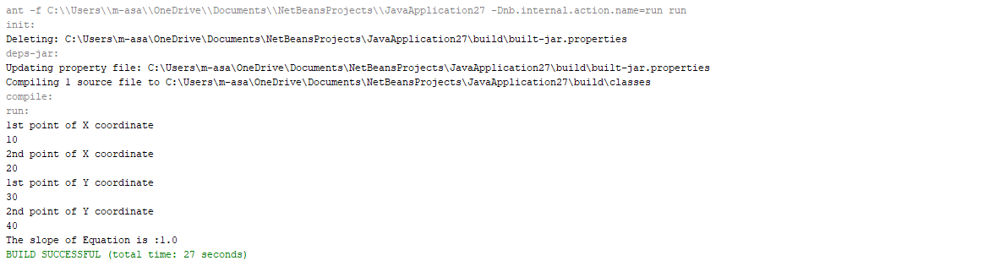 ant -f C:\\Users\\m-asa\\OneDrive\\Documents\\NetBeansProjects\\JavaApplication27 -Dnb.internal.action.name=run run
init:
Deleting: C:\Users\m-asa\OneDrive\Documents\NetBeansProjects\JavaApplication27\build\built-jar.properties
deps-jar:
Updating property file: C:\Users\m-asa\OneDrive\Documents\NetBeansProjects\JavaApplication27\build\built-jar.properties
Compiling 1 source file to C:\Users\m-asa\OneDrive\Documents\NetBeansProjects\JavaApplication27\build\classes
compile:
run:
1st point of X coordinate
10
2nd point of X coordinate
20
1st point of Y coordinate
30
2nd point of Y coordinate
40
The slope of Equation is :1.0
BUILD SUCCESSFUL (total time: 27 seconds)